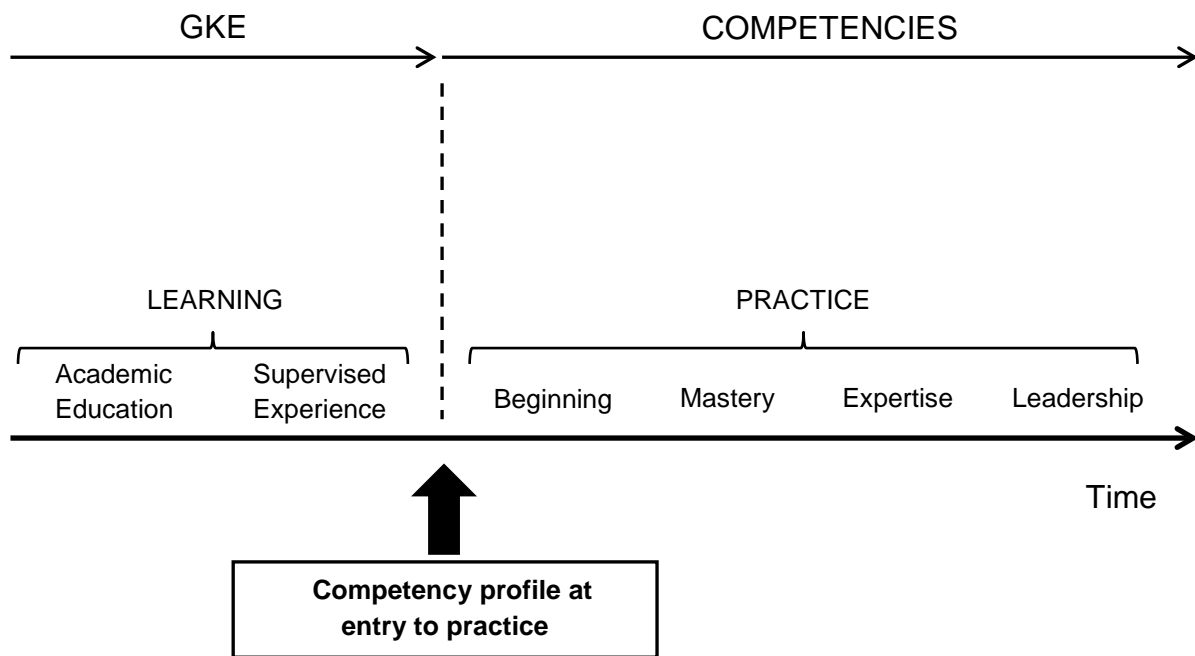 GKE
COMPETENCIES
LEARNING
PRACTICE
Academic
Education
Supervised
Experience
Beginning
Mastery
Expertise
Leadership
Time
Competency profile at
entry to practice